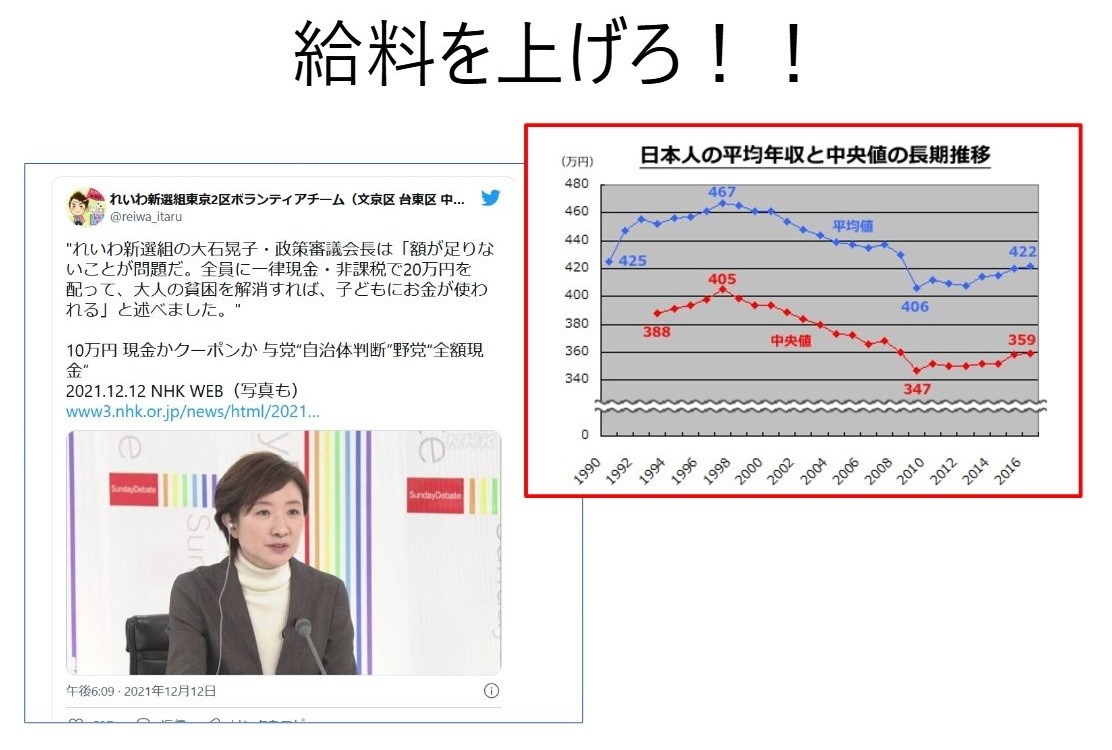 給料を上げろ！！
れいわ新選組東京2区ボランティアチーム（文京区 台東区 中...
@reiwa_itaru
"れいわ新選組の大石晃子・政策審議会長は「額が足りな
いことが問題だ。全員に一律現金・非課税で20万円を
配って、大人の貧困を解消すれば、子どもにお金が使わ
れる」と述べました。"
10万円 現金かクーポンか 与党“自治体判断”野党“全額現
金“
2021.12.12 NHK WEB（写真も）
www3.nhk.or.jp/news/html/2021...
NHK
SundayDebate
SundayDebate
午後6:09 · 2021年12月12日
日本人の平均年収と中央値の長期推移
(万円)
480
460
440
420
400
380
360
340
0
467
平均値
425
422
406
405
388
中央値
359
347
1990
1992
1994
1996
1998
2000
2002
2004
2006
2008
2010
2012
2014
2016